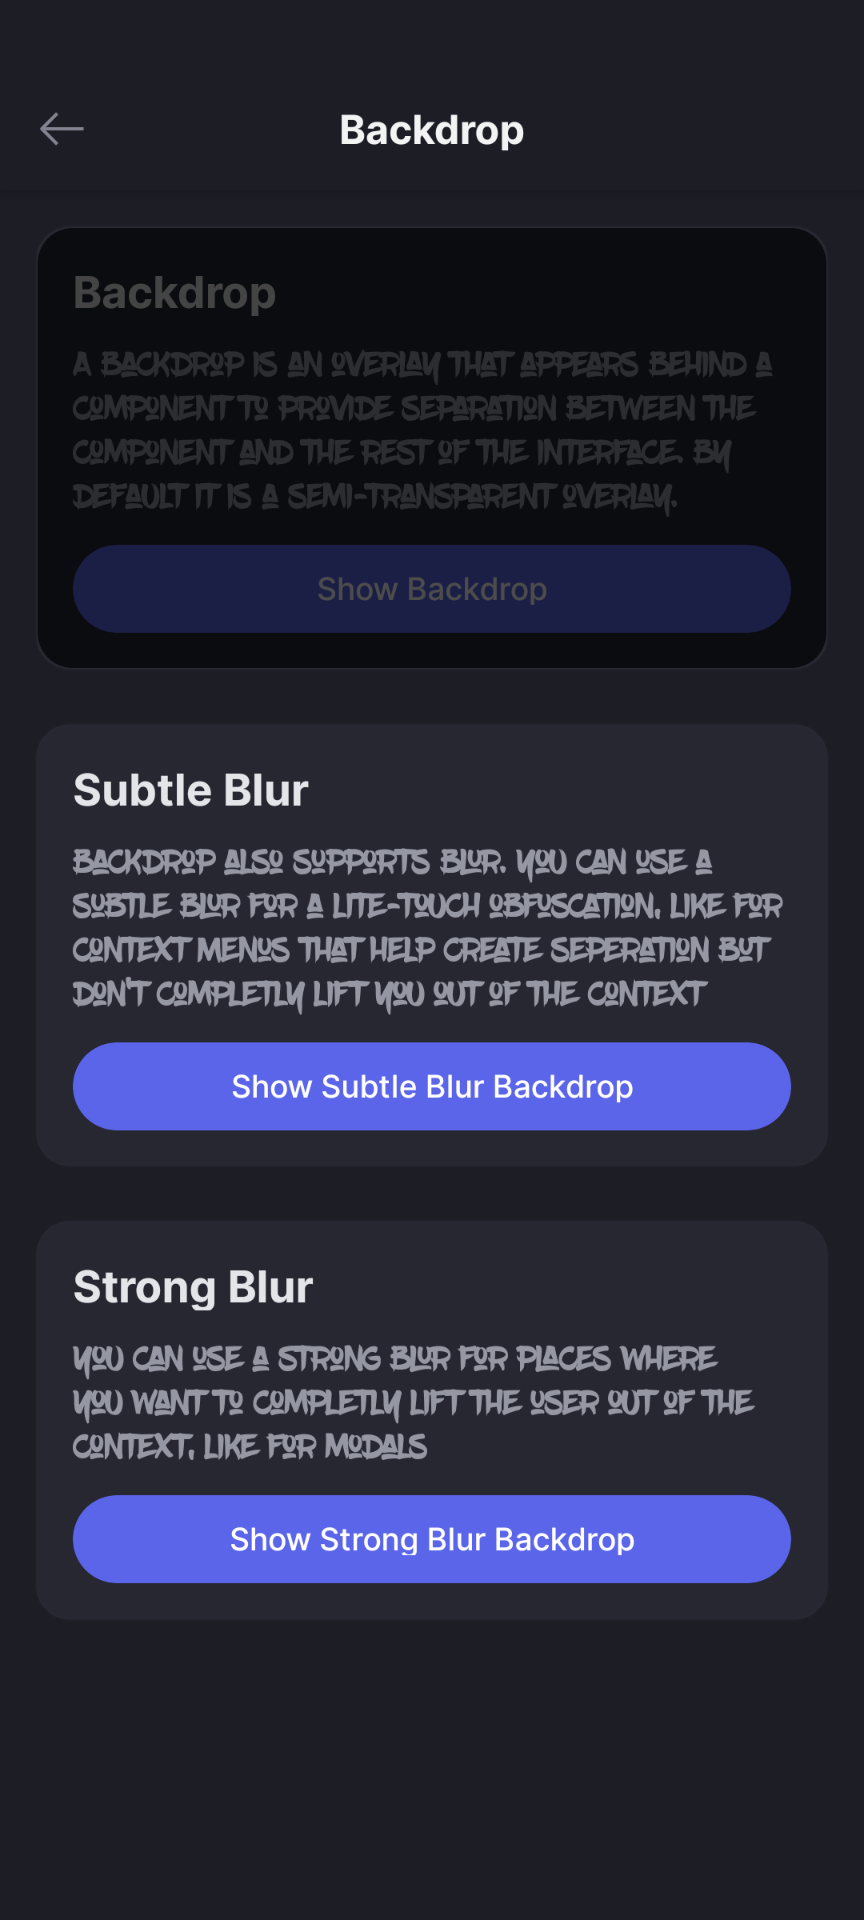 Backdrop
Backdrop
A BACKDROP IS AN OVERLAY THAT APPEARS BEHIND A
COMPONENT TO PROVIDE SEPARATION BETWEEN THE
COMPONENT AND THE REST OF THE INTERFACE. BY
DEFAULT IT IS A SEMI-TRANSPARENT OVERLAY.
Show Backdrop
Subtle Blur
BACKDROP ALSO SUPPORTS BLUR. YOU CAN USE A
SUBTLE BLUR FOR A LITE-TOUCH OBFUSCATION, LIKE FOR
CONTEXT MENUS THAT HELP CREATE SEPERATION BUT
DON'T COMPLETLY LIFT YOU OUT OF THE CONTEXT
Show Subtle Blur Backdrop
Strong Blur
YOU CAN USE A STRONG BLUR FOR PLACES WHERE
YOU WANT TO COMPLETLY LIFT THE USER OUT OF THE
CONTEXT, LIKE FOR MODALS
Show Strong Blur Backdrop